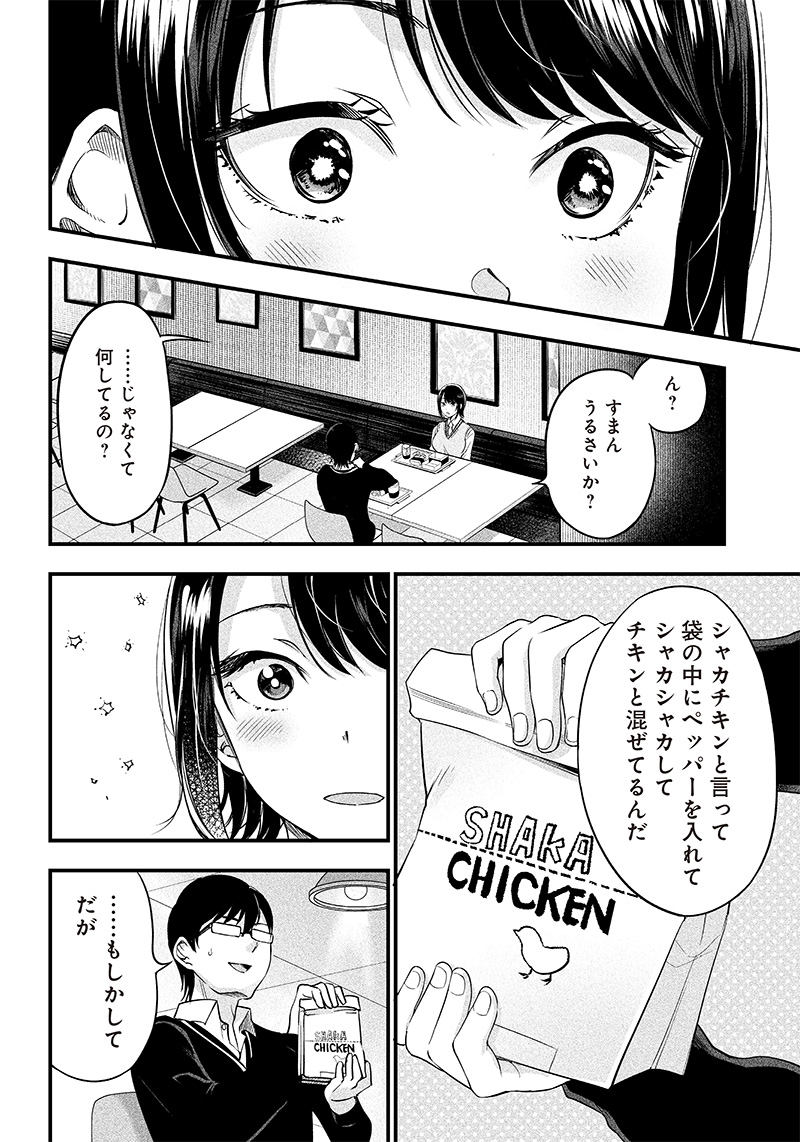 ん?
すまん
うるさいか?
……じゃなくて
何してるの?
シャカチキンと言って
袋の中にペッパーを入れて
シャカシャカして
チキンと混ぜてるんだ
SHAKA
CHICKEN
……もしかして
だが
SHAKA
CHICKEN